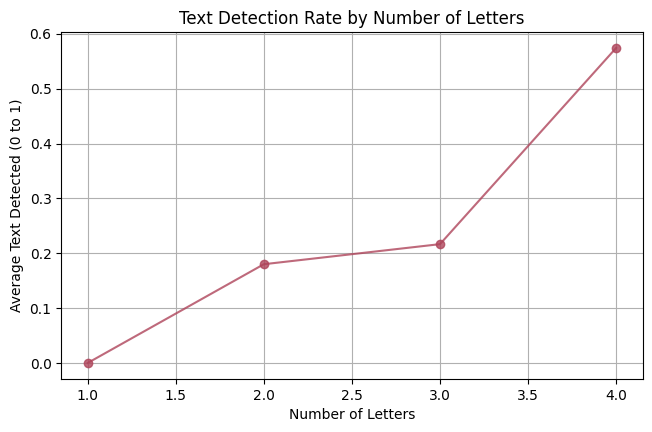 Text Detection Rate by Number of Letters
0.6
0.5
0.4
0.3
0.2
0.1
0.0
Average Text Detected (0 to 1)
1.0 1.5 2.0 2.5 3.0 3.5 4.0
Number of Letters